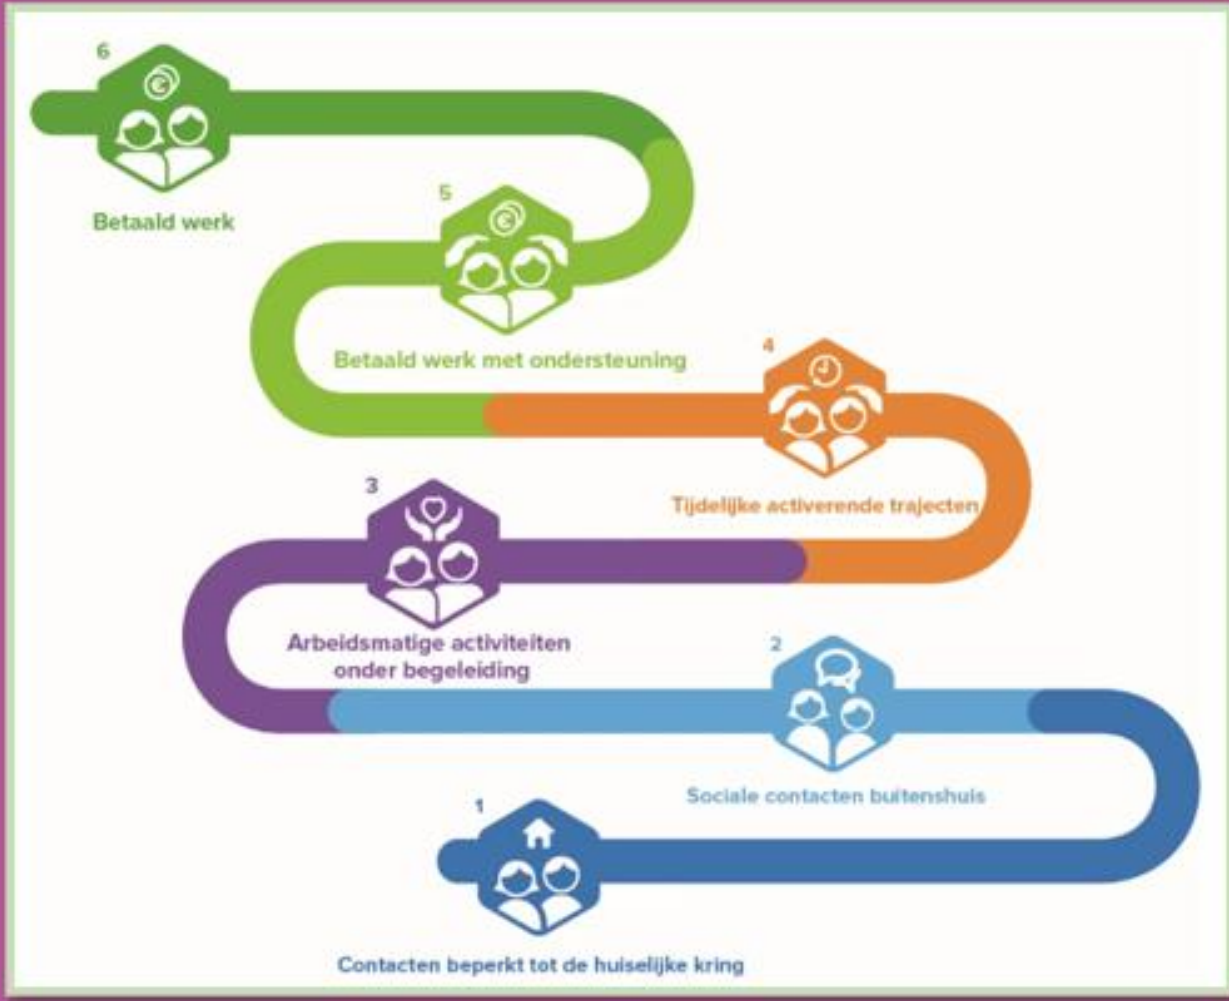 6
Betaald werk
5
Betaald werk met ondersteuning
4
Tijdelijke activerende trajecten
3
Arbeidsmatige activiteiten
onder begeleiding
2
Sociale contacten buitenshuis
1
Contacten beperkt tot de huiselijke kring